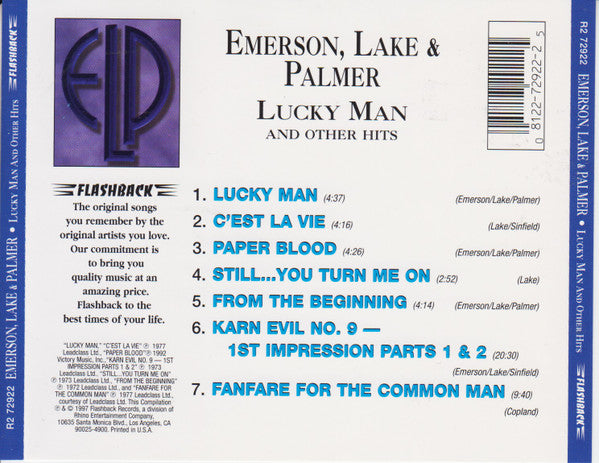 R2 72922 EMERSON, LAKE & PALMER • LUCKY MAN AND OTHER HITS FLASHBACK
ELP
EMERSON, LAKE &
PALMER
LUCKY MAN
AND OTHER HITS
0 81227-2922-2 5
FLASHBACK
The original songs
you remember by the
original artists you love.
Our commitment is
to bring you
quality music at an
amazing price.
Flashback to the
best times of your life.
"LUCKY MAN," "C'EST LA VIE" ℗ 1977
Leadclass Ltd., "PAPER BLOOD"℗ 1992
Victory Music, Inc., "KARN EVIL NO. 9 — 1ST
IMPRESSION PARTS 1 & 2" ℗ 1973
Leadclass Ltd. "STILL...YOU TURN ME ON"
℗ 1973 Leadclass Ltd., "FROM THE BEGINNING"
℗ 1972 Leadclass Ltd., and "FANFARE FOR
THE COMMON MAN" ℗ 1977 Leadclass Ltd.,
courtesy of Leadclass Ltd. This Compilation
℗ & © 1997 Flashback Records, a division of
Rhino Entertainment Company,
10635 Santa Monica Blvd., Los Angeles, CA
90025-4900. Printed in U.S.A.
1. LUCKY MAN (4:37) (Emerson/Lake/Palmer)
2. C'EST LA VIE (4:16) (Lake/Sinfield)
3. PAPER BLOOD (4:26) (Emerson/Lake/Palmer)
4. STILL...YOU TURN ME ON (2:52) (Lake)
5. FROM THE BEGINNING (4:14) (Emerson/Lake/Palmer)
6. KARN EVIL NO. 9 —
1ST IMPRESSION PARTS 1 & 2 (20:30)
(Emerson/Lake/Sinfield)
7. FANFARE FOR THE COMMON MAN (9:40)
(Copland)
R2 72922 EMERSON, LAKE & PALMER • LUCKY MAN AND OTHER HITS FLASHBACK